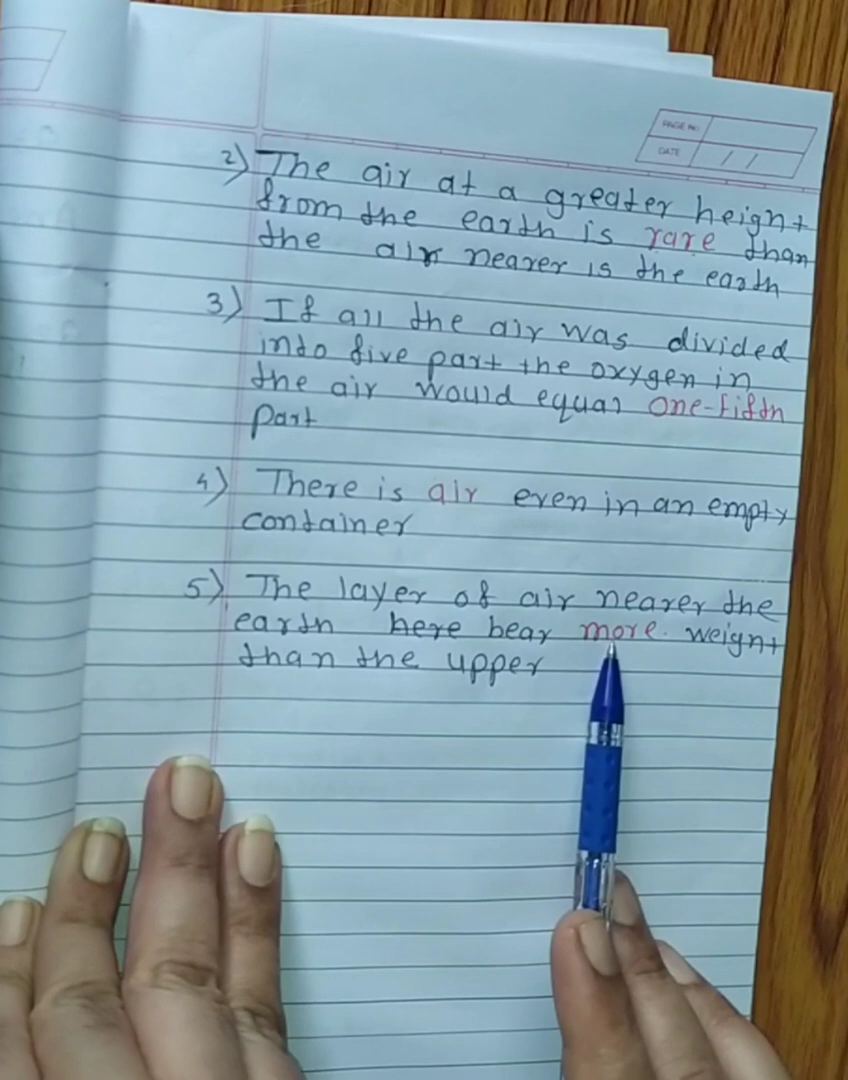 PAGE NO.
DATE / /
2) The air at a greater height
from the earth is rare than
the air nearer is the earth
3) If all the air was divided
into five part the oxygen in
the air would equal one-fifth
part
4) There is air even in an empty
container
5) The layer of air nearer the
earth here bear more weight
than the upper